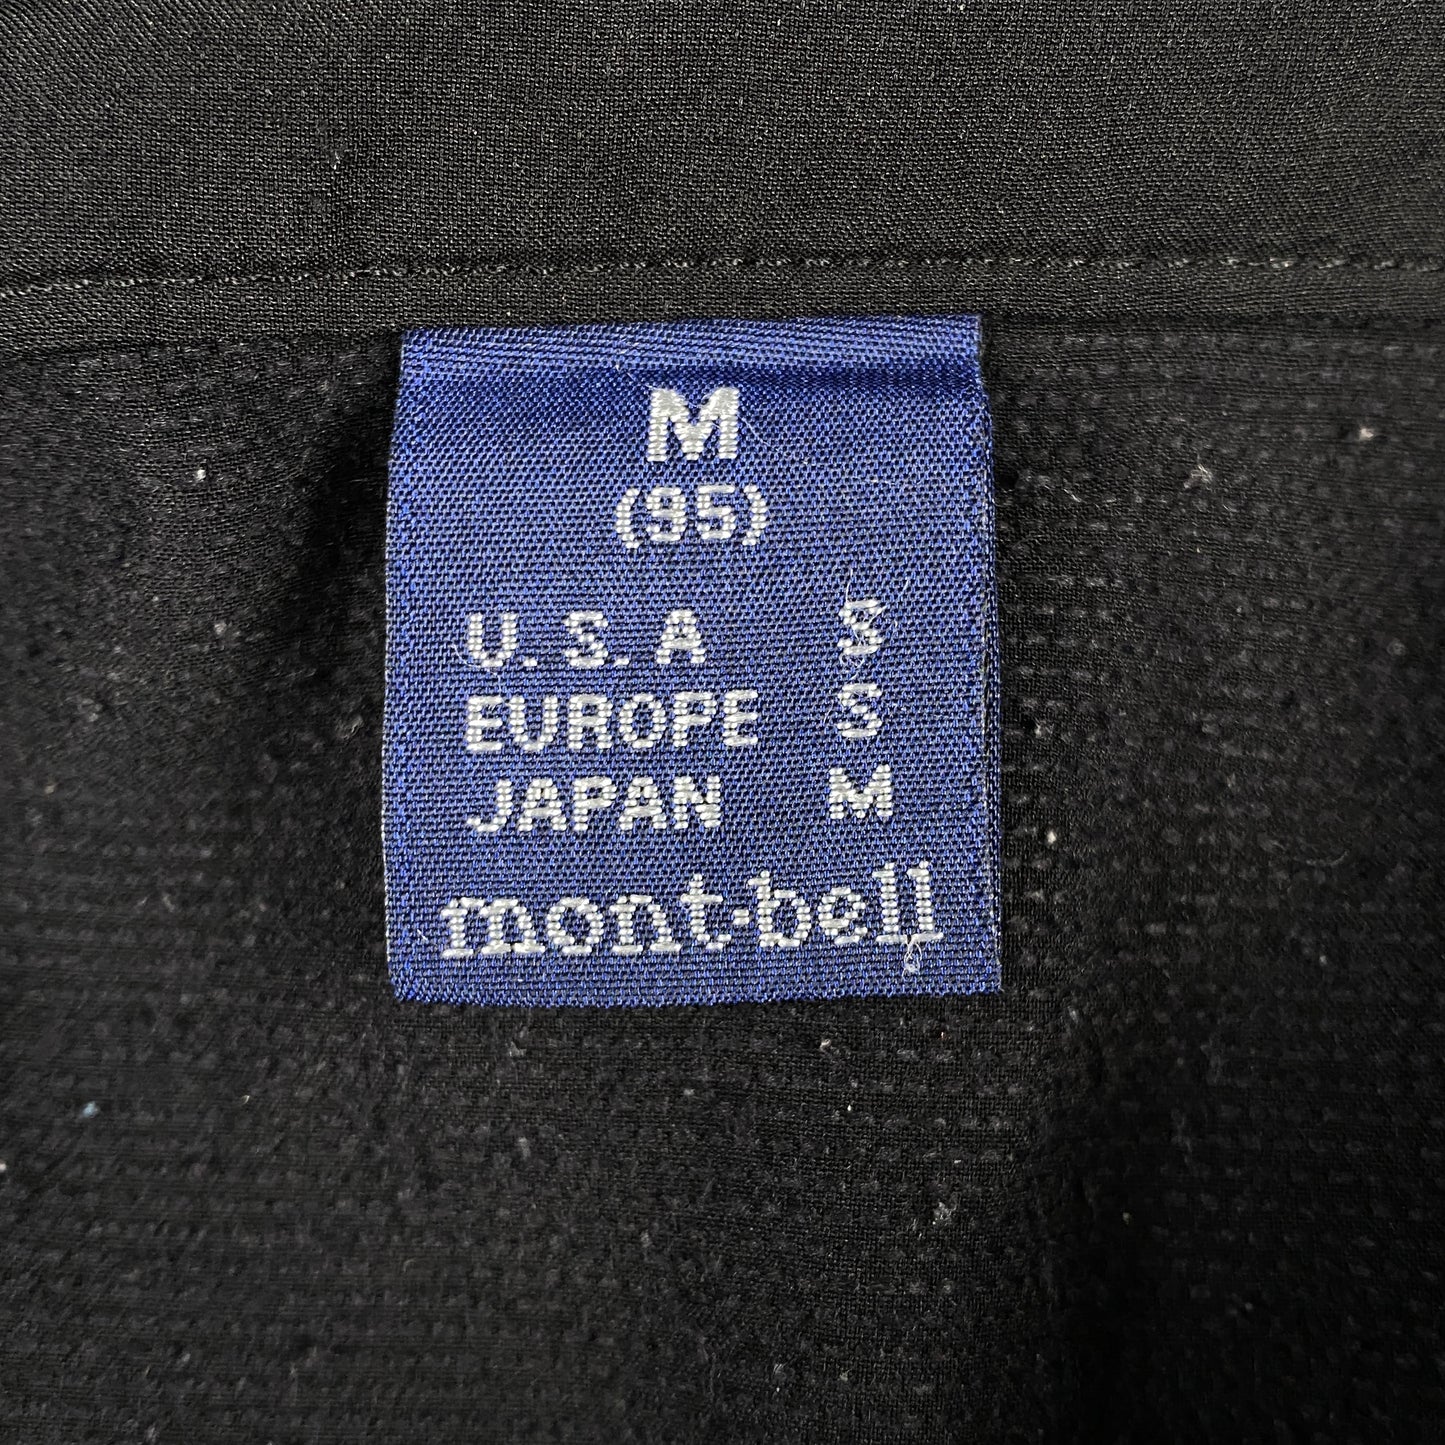 M
(95)
U.S.A S
EUROPE S
JAPAN M
mont-bell